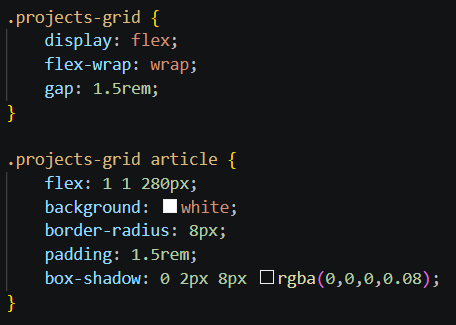 .projects-grid {
    display: flex;
    flex-wrap: wrap;
    gap: 1.5rem;
}

.projects-grid article {
    flex: 1 1 280px;
    background: white;
    border-radius: 8px;
    padding: 1.5rem;
    box-shadow: 0 2px 8px rgba(0,0,0,0.08);
}